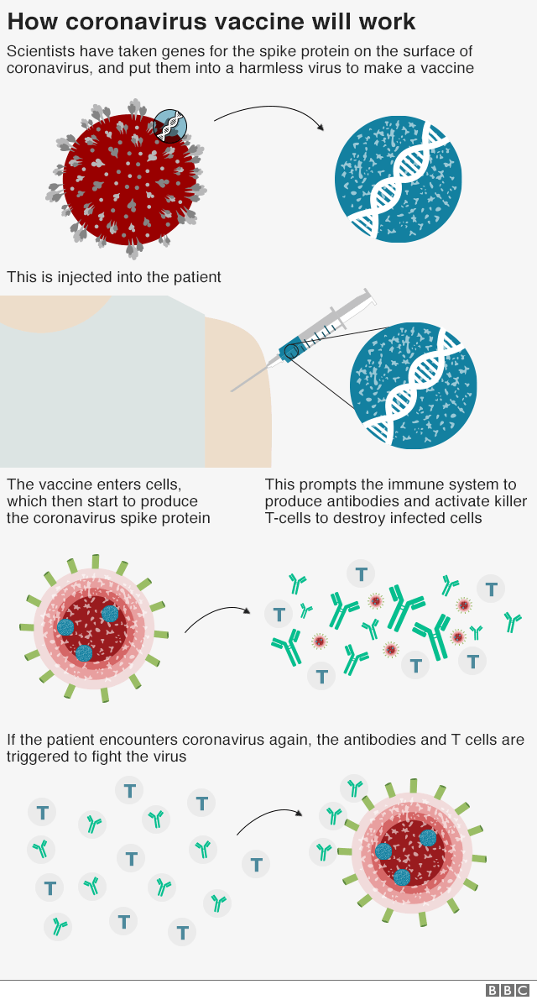 How coronavirus vaccine will work
Scientists have taken genes for the spike protein on the surface of
coronavirus, and put them into a harmless virus to make a vaccine
This is injected into the patient
The vaccine enters cells,
which then start to produce
the coronavirus spike protein
This prompts the immune system to
produce antibodies and activate killer
T-cells to destroy infected cells
T
T
T
T
T
T
If the patient encounters coronavirus again, the antibodies and T cells are
triggered to fight the virus
T
T
T
T
T
T
T
T
BBC